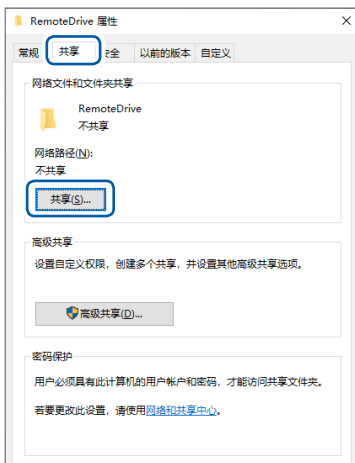 RemoteDrive 属性
常规 共享 安全 以前的版本 自定义
网络文件和文件夹共享
RemoteDrive
不共享
网络路径(N):
不共享
共享(S)...
高级共享
设置自定义权限，创建多个共享，并设置其他高级共享选项。
高级共享(D)...
密码保护
用户必须具有此计算机的用户帐户和密码，才能访问共享文件夹。
若要更改此设置，请使用网络和共享中心。